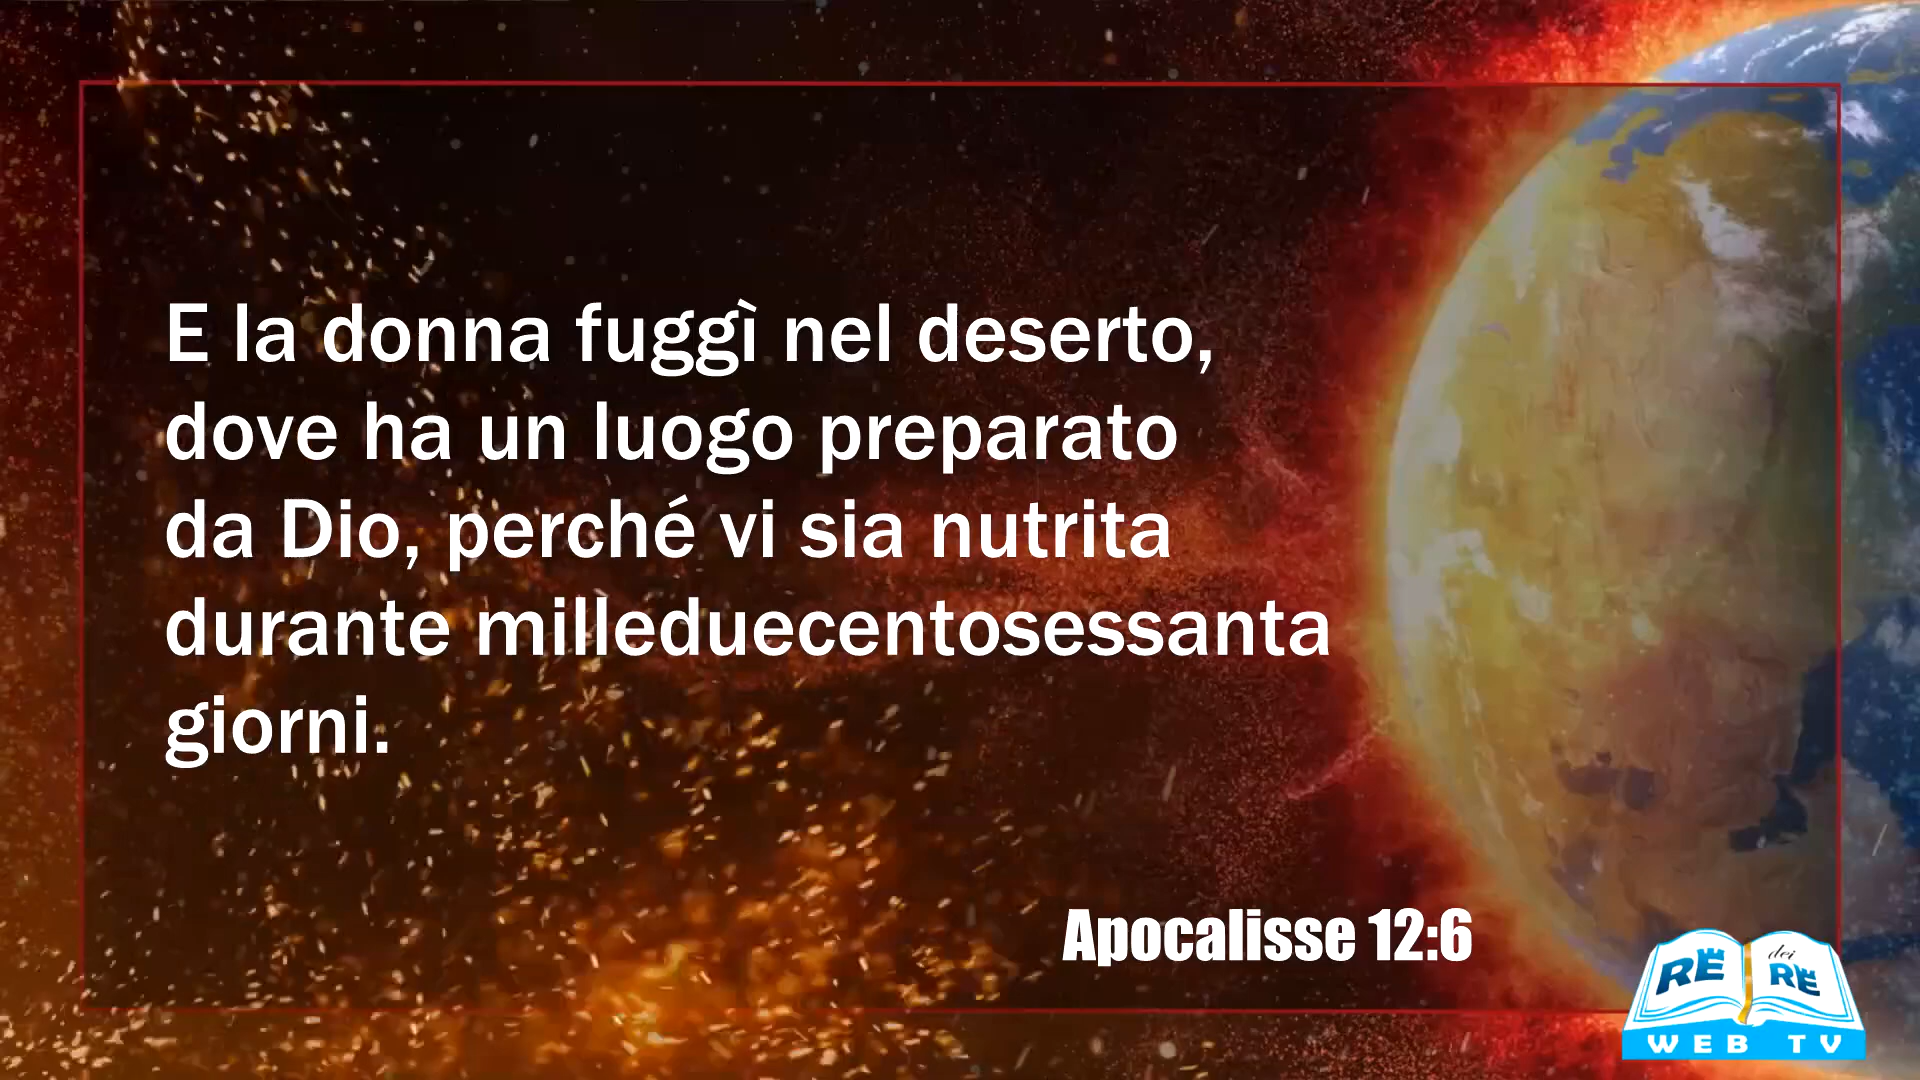 E la donna fuggì nel deserto,
dove ha un luogo preparato
da Dio, perché vi sia nutrita
durante milleduecentosessanta
giorni.
Apocalisse 12:6
RE dei RE
WEB TV